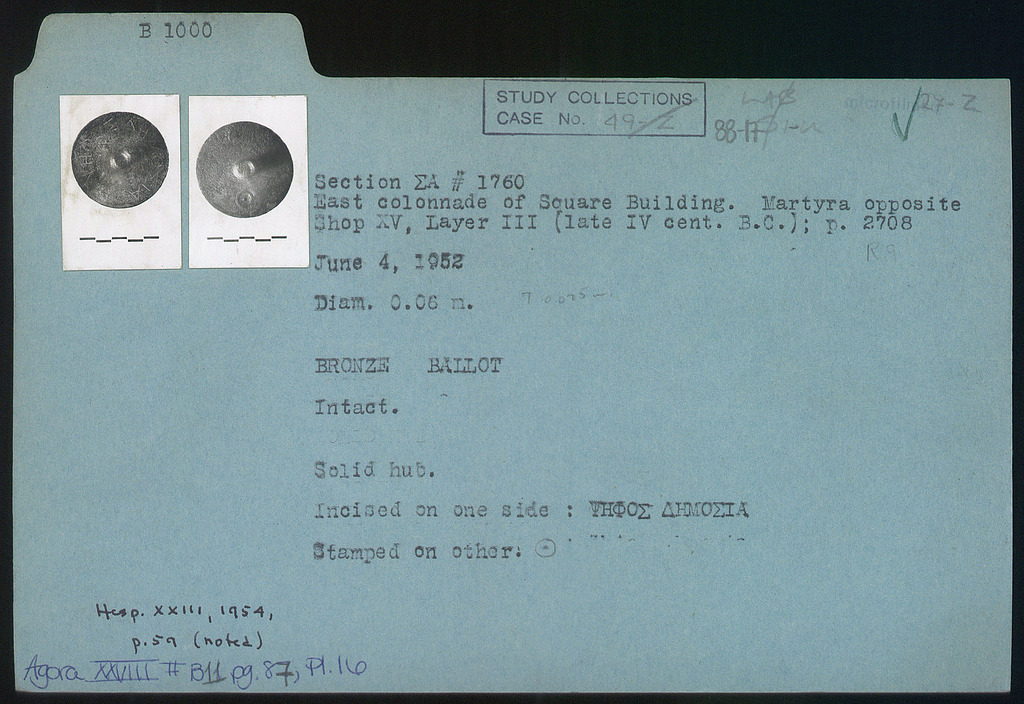 B 1000
STUDY COLLECTIONS
CASE No. 49-Z
88-17
microfilm
27-Z
Section ΣΑ # 1760
East colonnade of Square Building. Martyra opposite
Shop XV, Layer III (late IV cent. B.C.); p. 2708
June 4, 1952
Diam. 0.06 m.
BRONZE BALLOT
Intact.
Solid hub.
Incised on one side : ΨΗΦΟΣ ΔΗΜΟΣΙΑ
Stamped on other:
Hesp. XXIII, 1954,
p.59 (noted)
Agora XXVIII # B11 pg. 87, Pl. 16